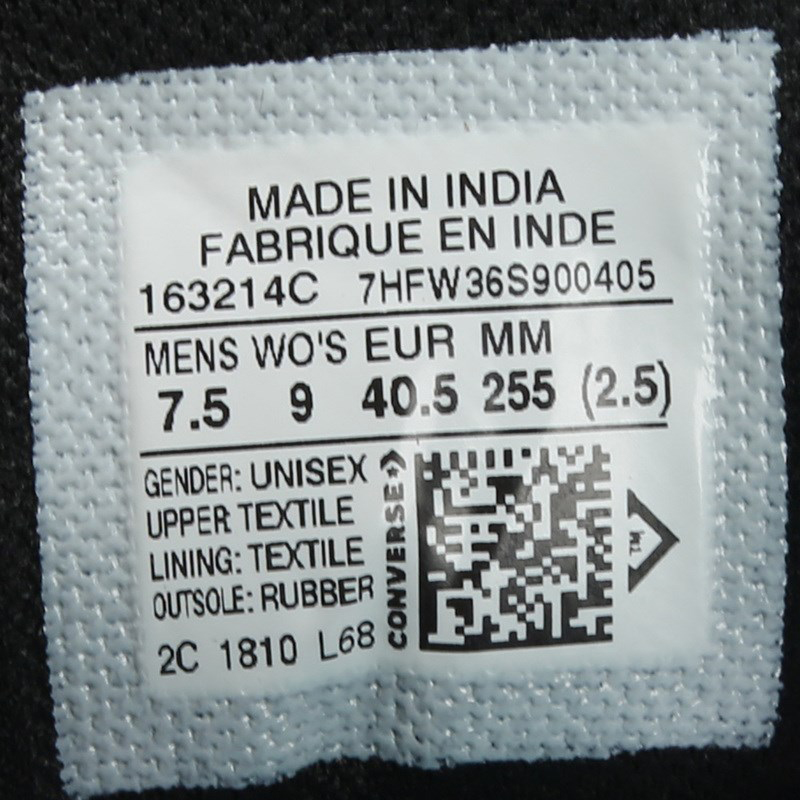 MADE IN INDIA
FABRIQUE EN INDE
163214C 7HFW36S900405
MENS WO'S EUR MM
7.5 9 40.5 255 (2.5)
GENDER: UNISEX
UPPER: TEXTILE
LINING: TEXTILE
OUTSOLE: RUBBER
2C 1810 L68
CONVERSE